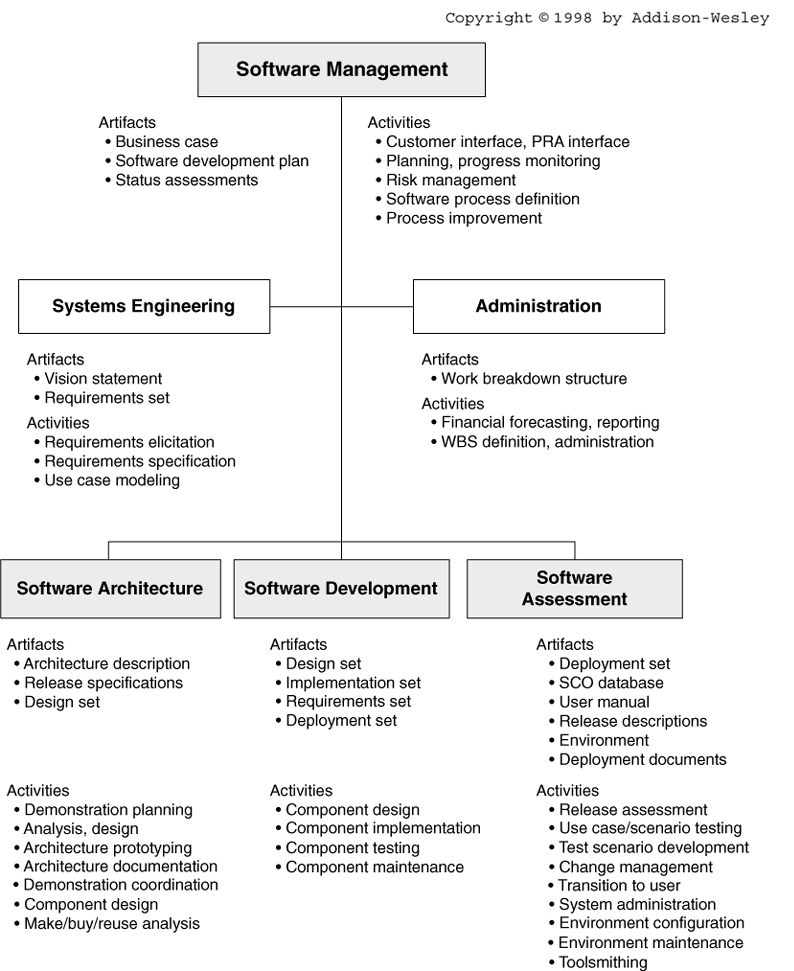 Copyright © 1998 by Addison-Wesley
Software Management
Artifacts
• Business case
• Software development plan
• Status assessments
Activities
• Customer interface, PRA interface
• Planning, progress monitoring
• Risk management
• Software process definition
• Process improvement
Systems Engineering
Artifacts
• Vision statement
• Requirements set
Activities
• Requirements elicitation
• Requirements specification
• Use case modeling
Administration
Artifacts
• Work breakdown structure
Activities
• Financial forecasting, reporting
• WBS definition, administration
Software Architecture
Artifacts
• Architecture description
• Release specifications
• Design set
Activities
• Demonstration planning
• Analysis, design
• Architecture prototyping
• Architecture documentation
• Demonstration coordination
• Component design
• Make/buy/reuse analysis
Software Development
Artifacts
• Design set
• Implementation set
• Requirements set
• Deployment set
Activities
• Component design
• Component implementation
• Component testing
• Component maintenance
Software
Assessment
Artifacts
• Deployment set
• SCO database
• User manual
• Release descriptions
• Environment
• Deployment documents
Activities
• Release assessment
• Use case/scenario testing
• Test scenario development
• Change management
• Transition to user
• System administration
• Environment configuration
• Environment maintenance
• Toolsmithing